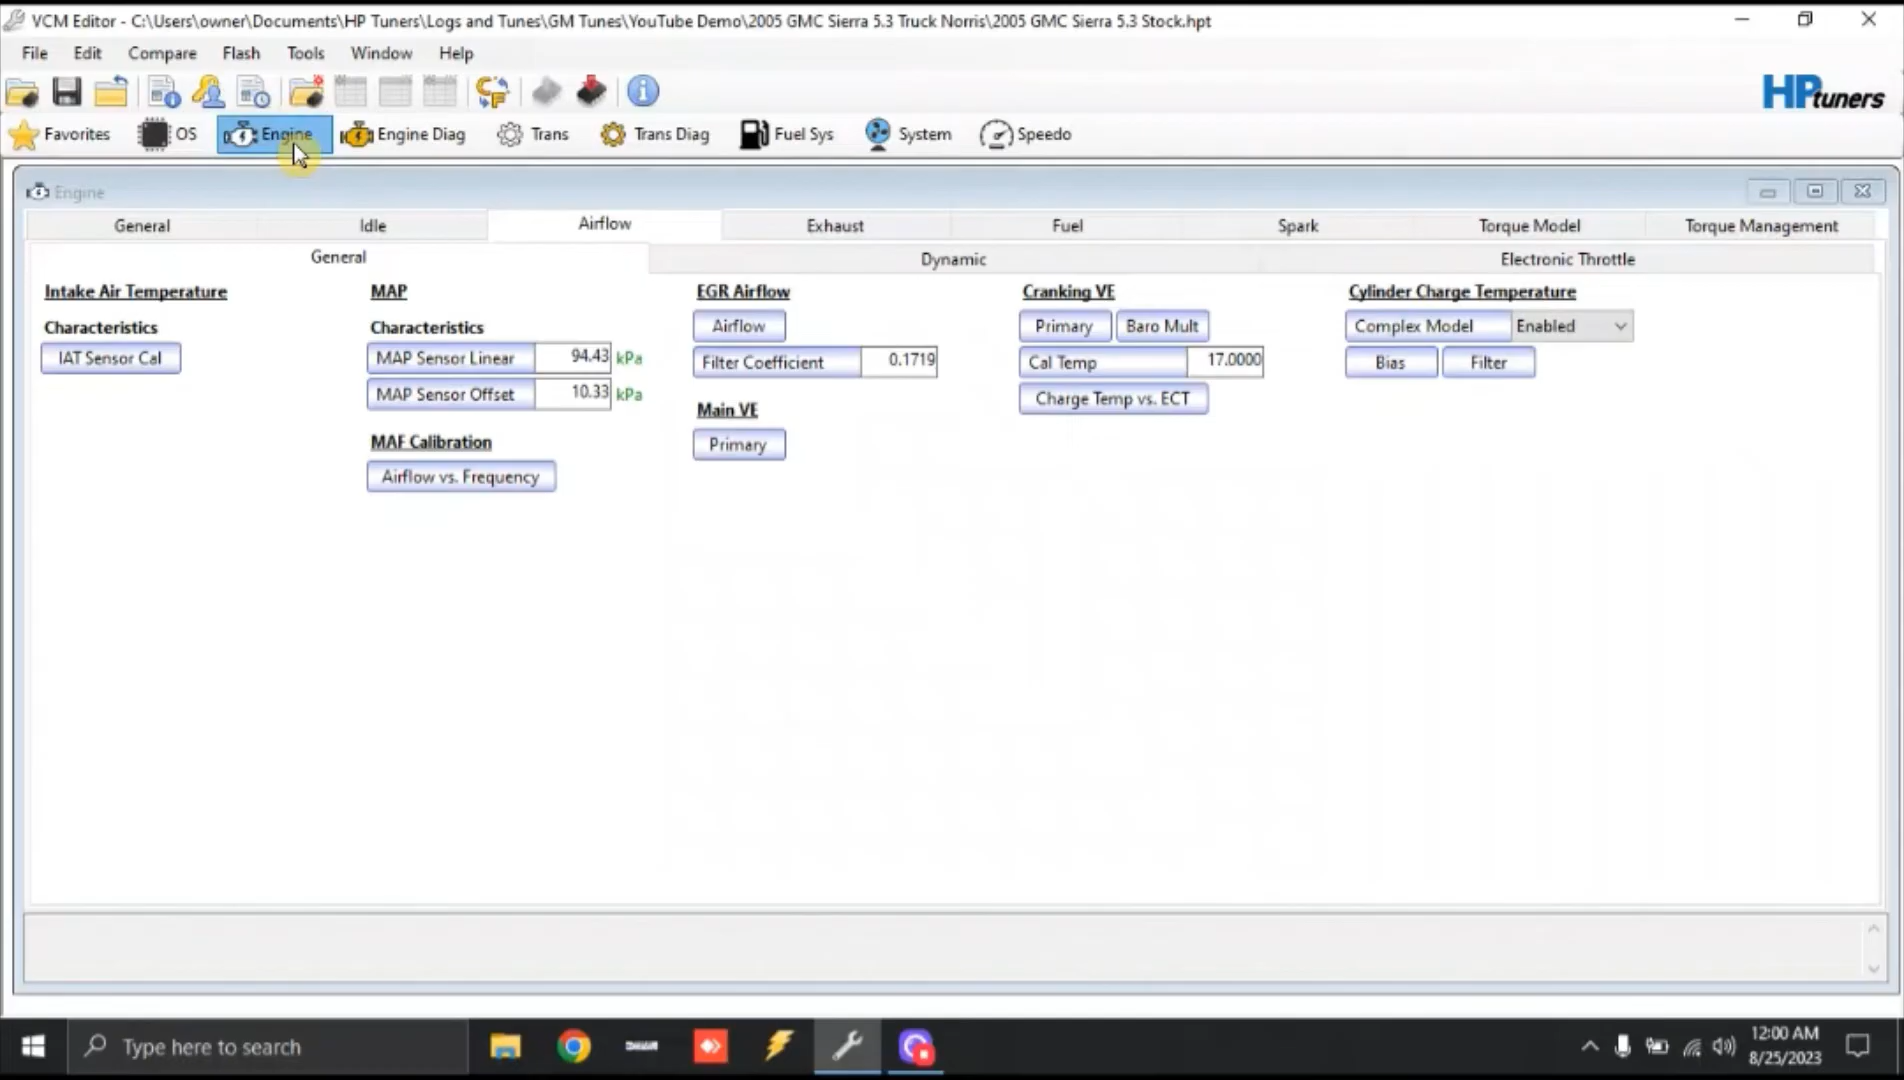 VCM Editor - C:\Users\owner\Documents\HP Tuners\Logs and Tunes\GM Tunes\YouTube Demo\2005 GMC Sierra 5.3 Truck Norris\2005 GMC Sierra 5.3 Stock.hpt
File Edit Compare Flash Tools Window Help
HPtuners
Favorites OS Engine Engine Diag Trans Trans Diag Fuel Sys System Speedo
Engine
General Idle Airflow Exhaust Fuel Spark Torque Model Torque Management
General Dynamic Electronic Throttle
Intake Air Temperature MAP EGR Airflow Cranking VE Cylinder Charge Temperature
Characteristics Characteristics Airflow Primary Baro Mult Complex Model Enabled
IAT Sensor Cal MAP Sensor Linear 94.43 kPa Filter Coefficient 0.1719 Cal Temp 17.0000 Bias Filter
MAP Sensor Offset 10.33 kPa Charge Temp vs. ECT
Main VE
MAF Calibration Primary
Airflow vs. Frequency
Type here to search
12:00 AM
8/25/2023